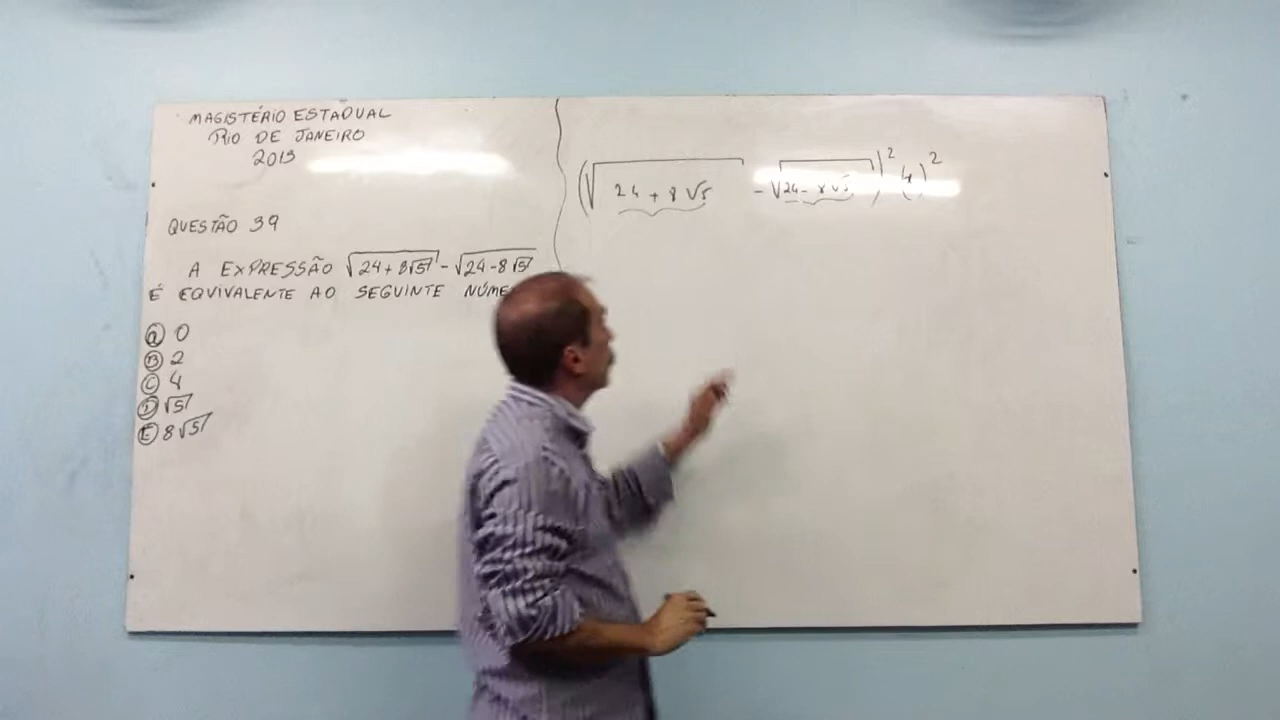 MAGISTÉRIO ESTADUAL
RIO DE JANEIRO
2013
QUESTÃO 39
A EXPRESSÃO √24+8√5 - √24-8√5
É EQUIVALENTE AO SEGUINTE
A 0
B 2
C 4
D √5
E 8√5
(√24+8√5 - √24-8√5)² ( )²